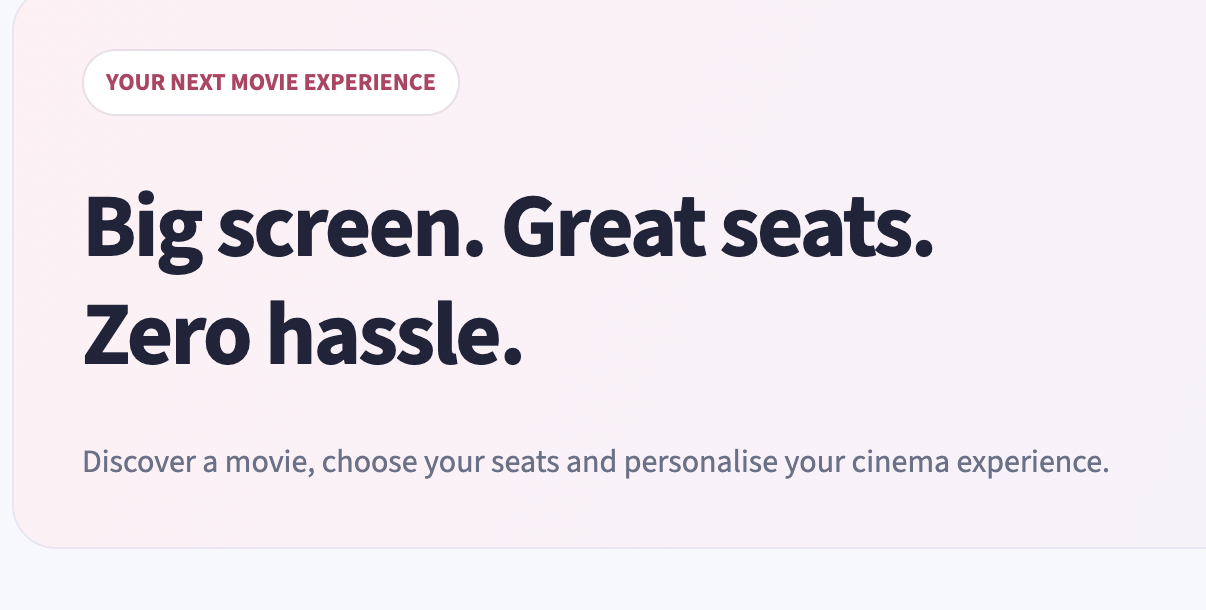 YOUR NEXT MOVIE EXPERIENCE
Big screen. Great seats.
Zero hassle.
Discover a movie, choose your seats and personalise your cinema experience.